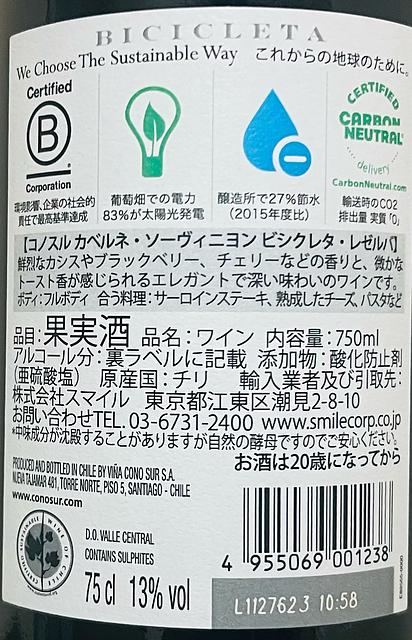 BICICLETA
We Choose The Sustainable Way これからの地球のために。
Certified
B
Corporation
環境影響、企業の社会的
責任で最高基準達成
葡萄畑での電力
83%が太陽光発電
醸造所で27%節水
(2015年度比)
CERTIFIED
CARBON
NEUTRAL
delivery
CarbonNeutral.com
輸送時のCO2
排出量 実質「0」
【コノスル カベルネ・ソーヴィニヨン ビシクレタ・レゼルバ】
鮮烈なカシスやブラックベリー、チェリーなどの香りと、微かな
トースト香が感じられるエレガントで深い味わのワインです。
ボディ:フルボディ 合う料理:サーロインステーキ、熟成したチーズ、パスタなど
品目:果実酒 品名:ワイン 内容量:750ml
アルコール分:裏ラベルに記載 添加物:酸化防止剤
(亜硫酸塩) 原産国:チリ 輸入業者及び引取先:
株式会社スマイル 東京都江東区潮見2-8-10
お問い合わせTEL. 03-6731-2400 www.smilecorp.co.jp
*中味成分が沈殿することがありますが自然の酵母ですのでご安心ください。
お酒は20歳になってから
PRODUCED AND BOTTLED IN CHILE BY VIÑA CONO SUR S.A.
NUEVA TAJAMAR 481, TORRE NORTE, PISO 5, SANTIAGO - CHILE
www.conosur.com
D.O. VALLE CENTRAL
CONTAINS SULPHITES
75 cl 13% vol
4 955069 001238
L1127623 10:58